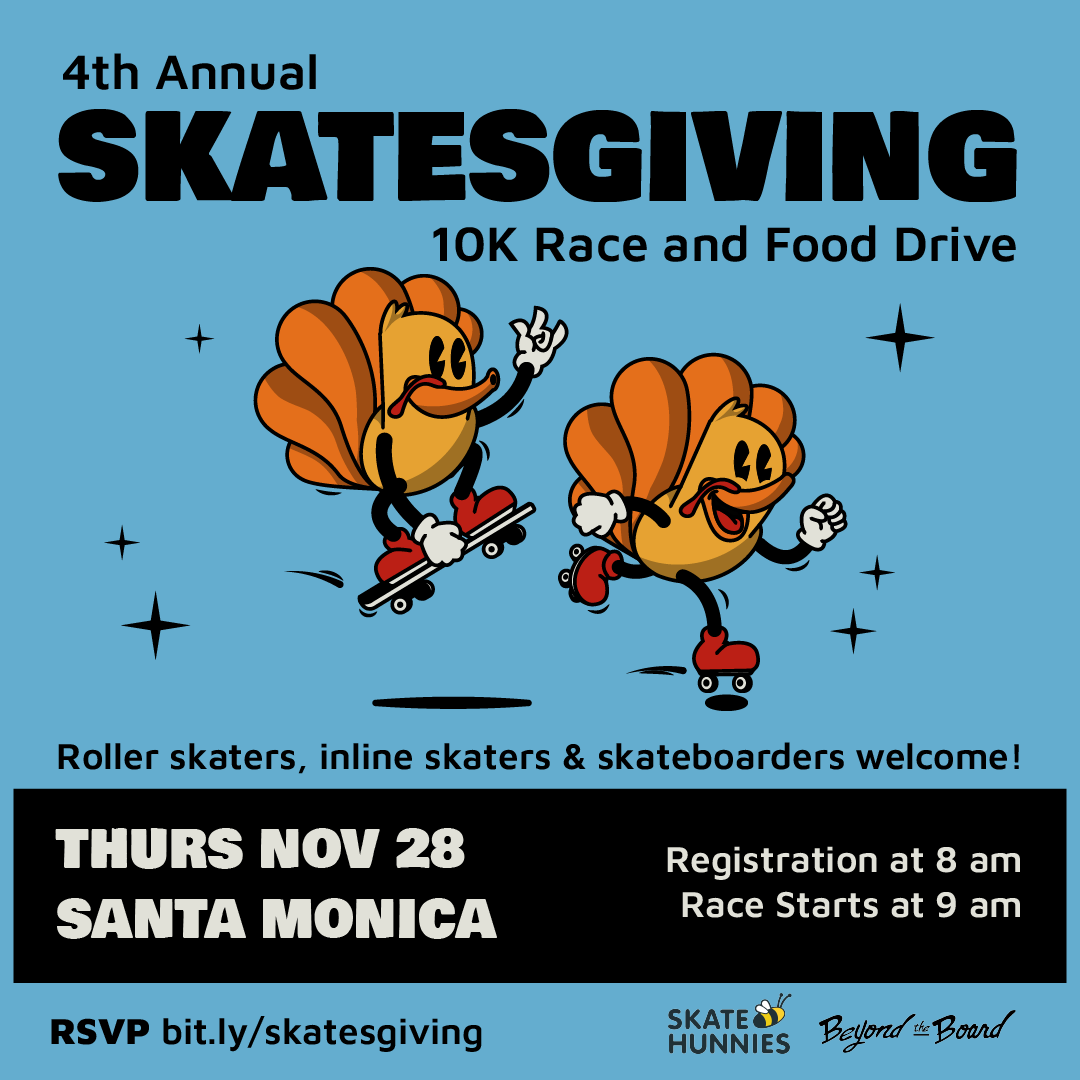 4th Annual
SKATESGIVING
10K Race and Food Drive
Roller skaters, inline skaters & skateboarders welcome!
THURS NOV 28
SANTA MONICA
Registration at 8 am
Race Starts at 9 am
RSVP bit.ly/skatesgiving
SKATE
HUNNIES
Beyond the Board